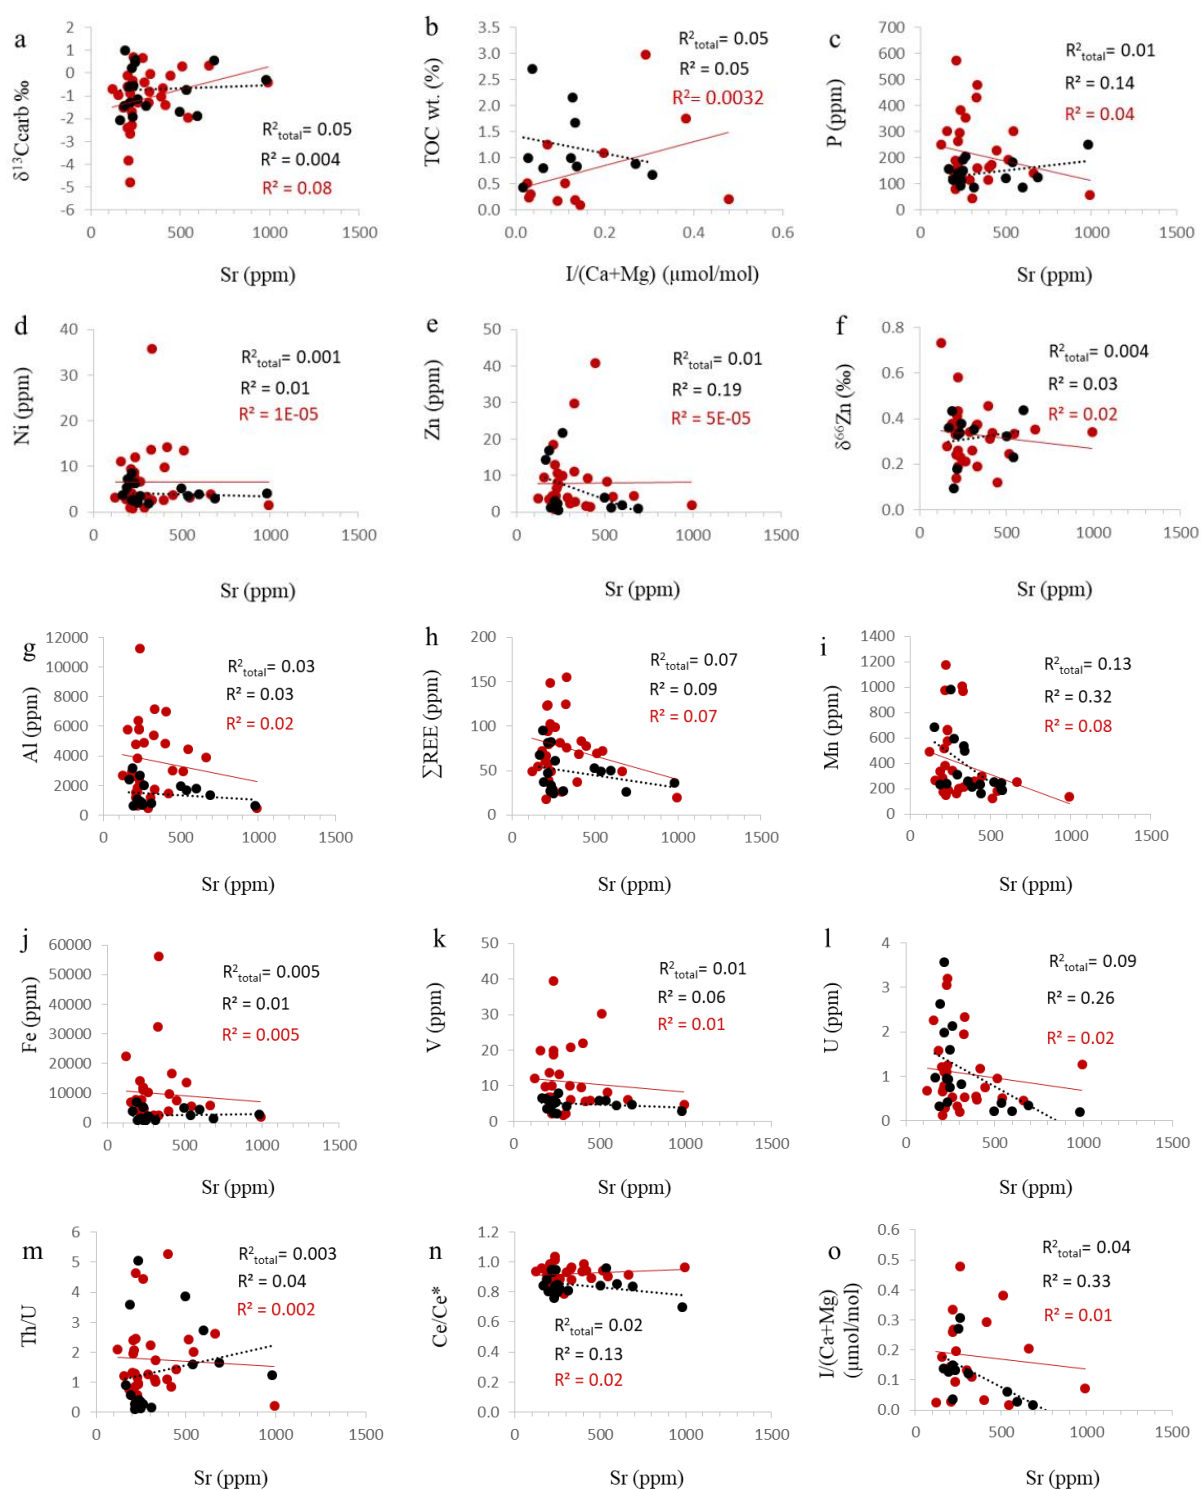 a
δ13Ccarb ‰
1
0
-1
-2
-3
-4
-5
-6
R2total= 0.05
R² = 0.004
R² = 0.08
0 500 1000 1500
Sr (ppm)
b
TOC wt. (%)
3.5
3.0
2.5
2.0
1.5
1.0
0.5
0.0
R2total= 0.05
R² = 0.05
R²= 0.0032
0.0 0.2 0.4 0.6
I/(Ca+Mg) (µmol/mol)
c
P (ppm)
700
600
500
400
300
200
100
0
R2total= 0.01
R² = 0.14
R² = 0.04
0 500 1000 1500
Sr (ppm)
d
Ni (ppm)
40
30
20
10
0
R2total= 0.001
R² = 0.01
R² = 1E-05
0 500 1000 1500
Sr (ppm)
e
Zn (ppm)
50
40
30
20
10
0
R2total= 0.01
R² = 0.19
R² = 5E-05
0 500 1000 1500
Sr (ppm)
f
δ66Zn (‰)
0.8
0.6
0.4
0.2
0.0
R2total= 0.004
R² = 0.03
R² = 0.02
0 500 1000 1500
Sr (ppm)
g
Al (ppm)
12000
10000
8000
6000
4000
2000
0
R2total= 0.03
R² = 0.03
R² = 0.02
0 500 1000 1500
Sr (ppm)
h
∑REE (ppm)
200
150
100
50
0
R2total= 0.07
R² = 0.09
R² = 0.07
0 500 1000 1500
Sr (ppm)
i
Mn (ppm)
1400
1200
1000
800
600
400
200
0
R2total= 0.13
R² = 0.32
R² = 0.08
0 500 1000 1500
Sr (ppm)
j
Fe (ppm)
60000
50000
40000
30000
20000
10000
0
R2total= 0.005
R² = 0.01
R² = 0.005
0 500 1000 1500
Sr (ppm)
k
V (ppm)
50
40
30
20
10
0
R2total= 0.01
R² = 0.06
R² = 0.01
0 500 1000 1500
Sr (ppm)
l
U (ppm)
4
3
2
1
0
R2total= 0.09
R² = 0.26
R² = 0.02
0 500 1000 1500
Sr (ppm)
m
Th/U
6
5
4
3
2
1
0
R2total= 0.003
R² = 0.04
R² = 0.002
0 500 1000 1500
Sr (ppm)
n
Ce/Ce*
1.2
1.0
0.8
0.6
0.4
0.2
0.0
R2total= 0.02
R² = 0.13
R² = 0.02
0 500 1000 1500
Sr (ppm)
o
I/(Ca+Mg)
(µmol/mol)
0.6
0.5
0.4
0.3
0.2
0.1
0.0
R2total= 0.04
R² = 0.33
R² = 0.01
0 500 1000 1500
Sr (ppm)